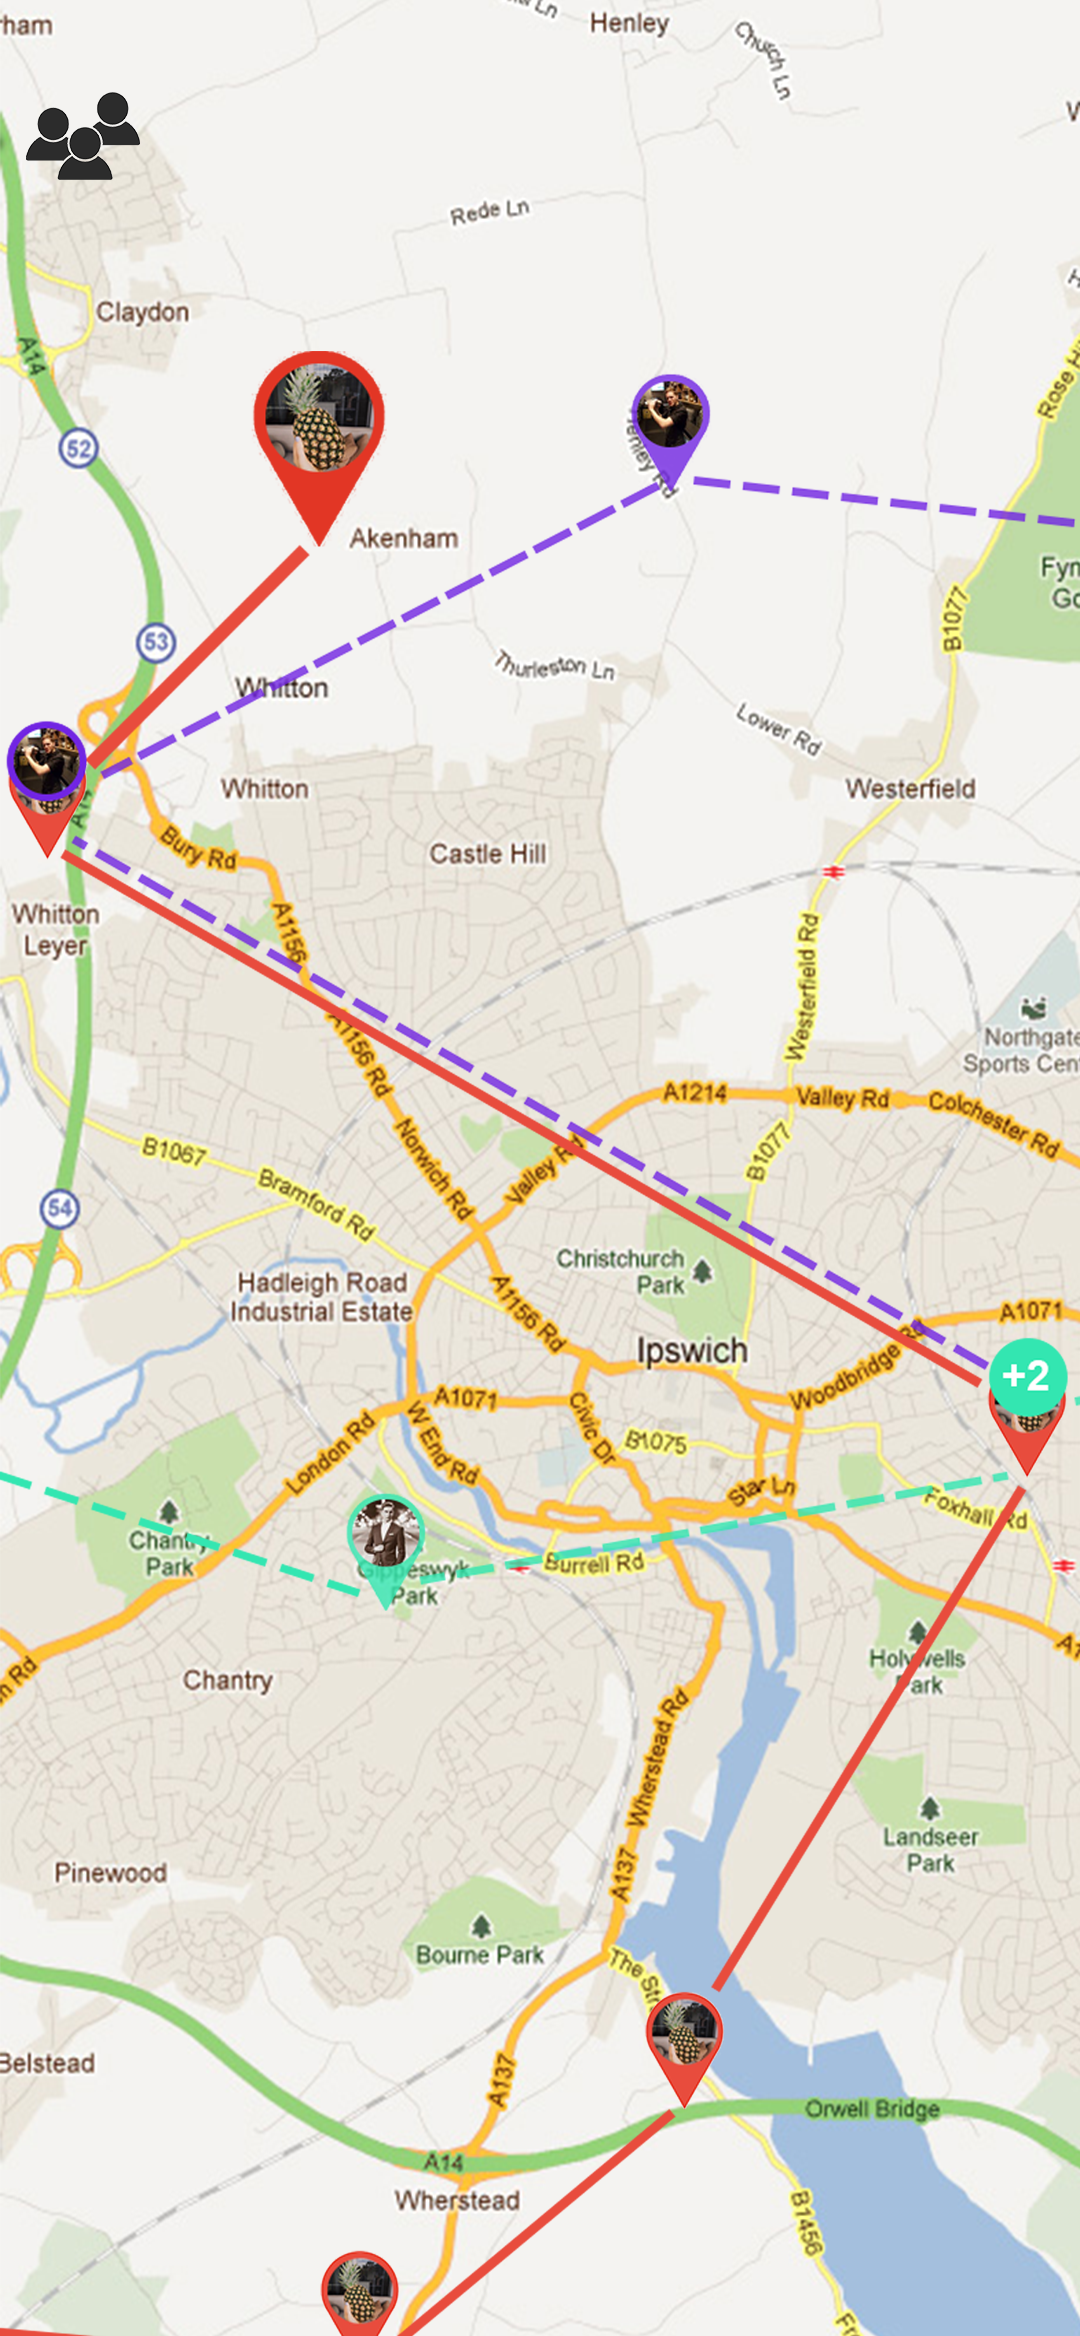 Ln
Henley
Church Ln
Rede Ln
Claydon
A14
Rose
52
Henley Rd
Akenham
B1077
53
Thurleston Ln
Whitton
Lower Rd
Whitton
Westerfield
A14
Bury Rd
Castle Hill
Whitton
Leyer
A1156
Westerfield Rd
Northgate
Sports Cen
A1156 Rd
A1214
Valley Rd
Colchester Rd
B1067
Norwich Rd
Valley Rd
B1077
Bramford Rd
54
Christchurch
Park
Hadleigh Road
Industrial Estate
A1156 Rd
A1071
Ipswich
Woodbridge Rd
+2
A1071
London Rd
W End Rd
Civic Dr
B1075
Star Ln
Foxhall Rd
Chantry
Park
Burrell Rd
Gippeswyk
Park
Holywells
Park
Chantry
Rd
Wherstead Rd
Landseer
Park
Pinewood
A137
Bourne Park
The Str
Belstead
A137
Orwell Bridge
A14
Wherstead
B1456